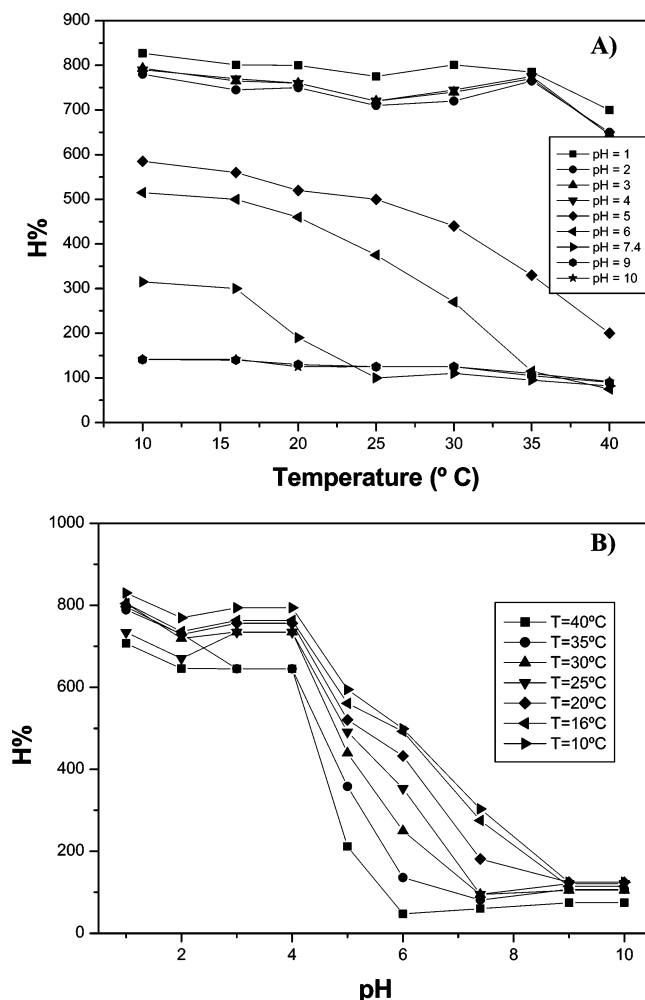 A)
900
800
700
600
500
400
300
200
100
0
H%
pH = 1
pH = 2
pH = 3
pH = 4
pH = 5
pH = 6
pH = 7.4
pH = 9
pH = 10
10 15 20 25 30 35 40
Temperature (º C)
B)
1000
800
600
400
200
0
H%
T=40ºC
T=35ºC
T=30ºC
T=25ºC
T=20ºC
T=16ºC
T=10ºC
2 4 6 8 10
pH